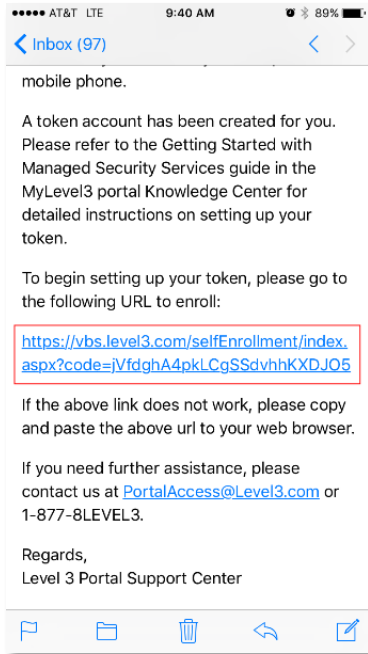 AT&T LTE 9:40 AM 89%
Inbox (97)
mobile phone.
A token account has been created for you.
Please refer to the Getting Started with
Managed Security Services guide in the
MyLevel3 portal Knowledge Center for
detailed instructions on setting up your
token.
To begin setting up your token, please go to
the following URL to enroll:
https://vbs.level3.com/selfEnrollment/index.
aspx?code=jVfdghA4pkLCgSSdvhhKXDJO5
If the above link does not work, please copy
and paste the above url to your web browser.
If you need further assistance, please
contact us at PortalAccess@Level3.com or
1-877-8LEVEL3.
Regards,
Level 3 Portal Support Center